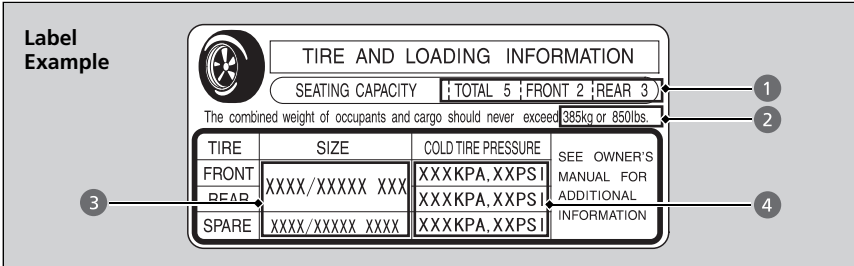 Label
Example
TIRE AND LOADING INFORMATION
SEATING CAPACITY TOTAL 5 FRONT 2 REAR 3
1
The combined weight of occupants and cargo should never exceed 385kg or 850lbs.
2
TIRE SIZE COLD TIRE PRESSURE SEE OWNER'S MANUAL FOR ADDITIONAL INFORMATION
FRONT XXXX/XXXXX XXX XXXKPA,XXPSI
REAR XXXKPA,XXPSI
3
4
SPARE XXXX/XXXXX XXXX XXXKPA,XXPSI